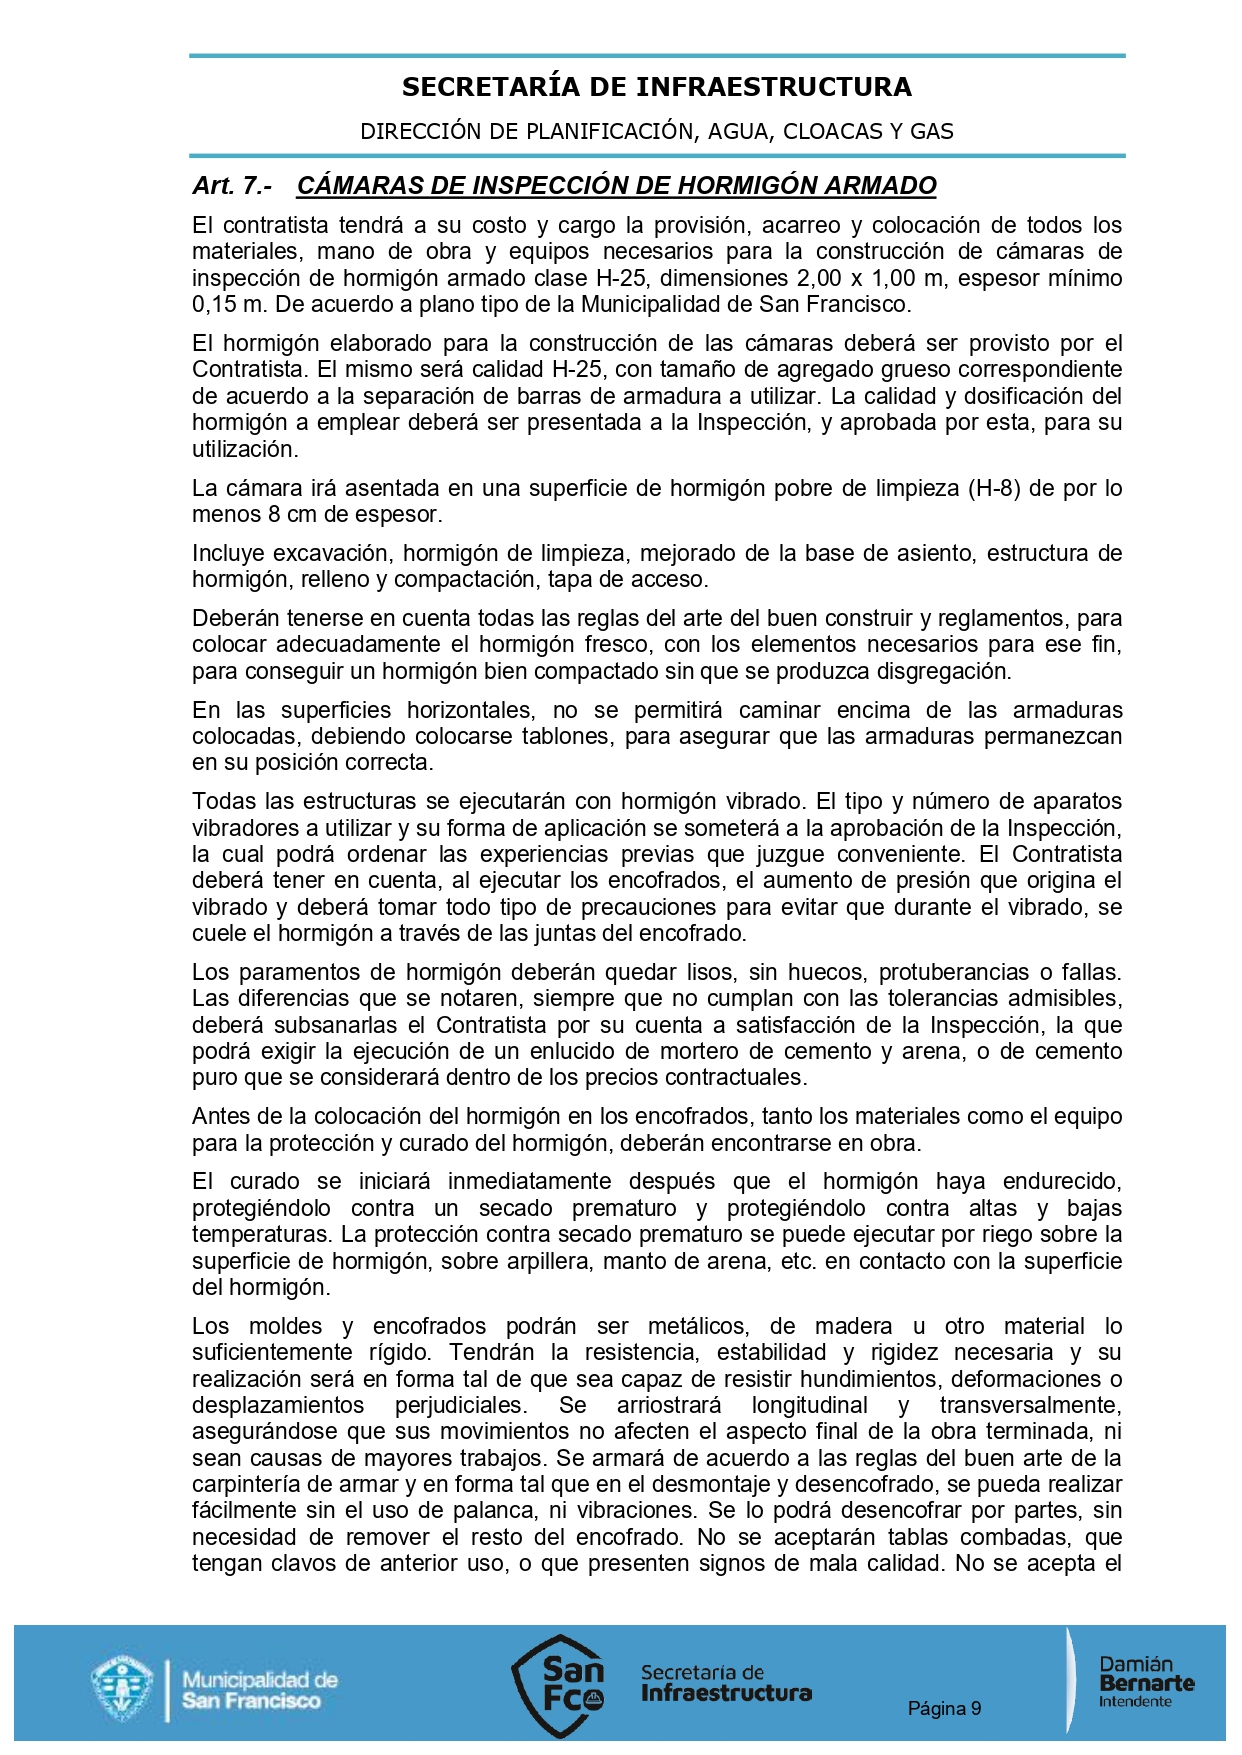 SECRETARÍA DE INFRAESTRUCTURA
DIRECCIÓN DE PLANIFICACIÓN, AGUA, CLOACAS Y GAS
Art. 7.- CÁMARAS DE INSPECCIÓN DE HORMIGÓN ARMADO
El contratista tendrá a su costo y cargo la provisión, acarreo y colocación de todos los
materiales, mano de obra y equipos necesarios para la construcción de cámaras de
inspección de hormigón armado clase H-25, dimensiones 2,00 x 1,00 m, espesor mínimo
0,15 m. De acuerdo a plano tipo de la Municipalidad de San Francisco.
El hormigón elaborado para la construcción de las cámaras deberá ser provisto por el
Contratista. El mismo será calidad H-25, con tamaño de agregado grueso correspondiente
de acuerdo a la separación de barras de armadura a utilizar. La calidad y dosificación del
hormigón a emplear deberá ser presentada a la Inspección, y aprobada por esta, para su
utilización.
La cámara irá asentada en una superficie de hormigón pobre de limpieza (H-8) de por lo
menos 8 cm de espesor.
Incluye excavación, hormigón de limpieza, mejorado de la base de asiento, estructura de
hormigón, relleno y compactación, tapa de acceso.
Deberán tenerse en cuenta todas las reglas del arte del buen construir y reglamentos, para
colocar adecuadamente el hormigón fresco, con los elementos necesarios para ese fin,
para conseguir un hormigón bien compactado sin que se produzca disgregación.
En las superficies horizontales, no se permitirá caminar encima de las armaduras
colocadas, debiendo colocarse tablones, para asegurar que las armaduras permanezcan
en su posición correcta.
Todas las estructuras se ejecutarán con hormigón vibrado. El tipo y número de aparatos
vibradores a utilizar y su forma de aplicación se someterá a la aprobación de la Inspección,
la cual podrá ordenar las experiencias previas que juzgue conveniente. El Contratista
deberá tener en cuenta, al ejecutar los encofrados, el aumento de presión que origina el
vibrado y deberá tomar todo tipo de precauciones para evitar que durante el vibrado, se
cuele el hormigón a través de las juntas del encofrado.
Los paramentos de hormigón deberán quedar lisos, sin huecos, protuberancias o fallas.
Las diferencias que se notaren, siempre que no cumplan con las tolerancias admisibles,
deberá subsanarlas el Contratista por su cuenta a satisfacción de la Inspección, la que
podrá exigir la ejecución de un enlucido de mortero de cemento y arena, o de cemento
puro que se considerará dentro de los precios contractuales.
Antes de la colocación del hormigón en los encofrados, tanto los materiales como el equipo
para la protección y curado del hormigón, deberán encontrarse en obra.
El curado se iniciará inmediatamente después que el hormigón haya endurecido,
protegiéndolo contra un secado prematuro y protegiéndolo contra altas y bajas
temperaturas. La protección contra secado prematuro se puede ejecutar por riego sobre la
superficie de hormigón, sobre arpillera, manto de arena, etc. en contacto con la superficie
del hormigón.
Los moldes y encofrados podrán ser metálicos, de madera u otro material lo
suficientemente rígido. Tendrán la resistencia, estabilidad y rigidez necesaria y su
realización será en forma tal de que sea capaz de resistir hundimientos, deformaciones o
desplazamientos perjudiciales. Se arriostrará longitudinal y transversalmente,
asegurándose que sus movimientos no afecten el aspecto final de la obra terminada, ni
sean causas de mayores trabajos. Se armará de acuerdo a las reglas del buen arte de la
carpintería de armar y en forma tal que en el desmontaje y desencofrado, se pueda realizar
fácilmente sin el uso de palanca, ni vibraciones. Se lo podrá desencofrar por partes, sin
necesidad de remover el resto del encofrado. No se aceptarán tablas combadas, que
tengan clavos de anterior uso, o que presenten signos de mala calidad. No se acepta el
Municipalidad de
San Francisco
San
Fco
Secretaría de
Infraestructura
Página 9
Damián
Bernarte
Intendente